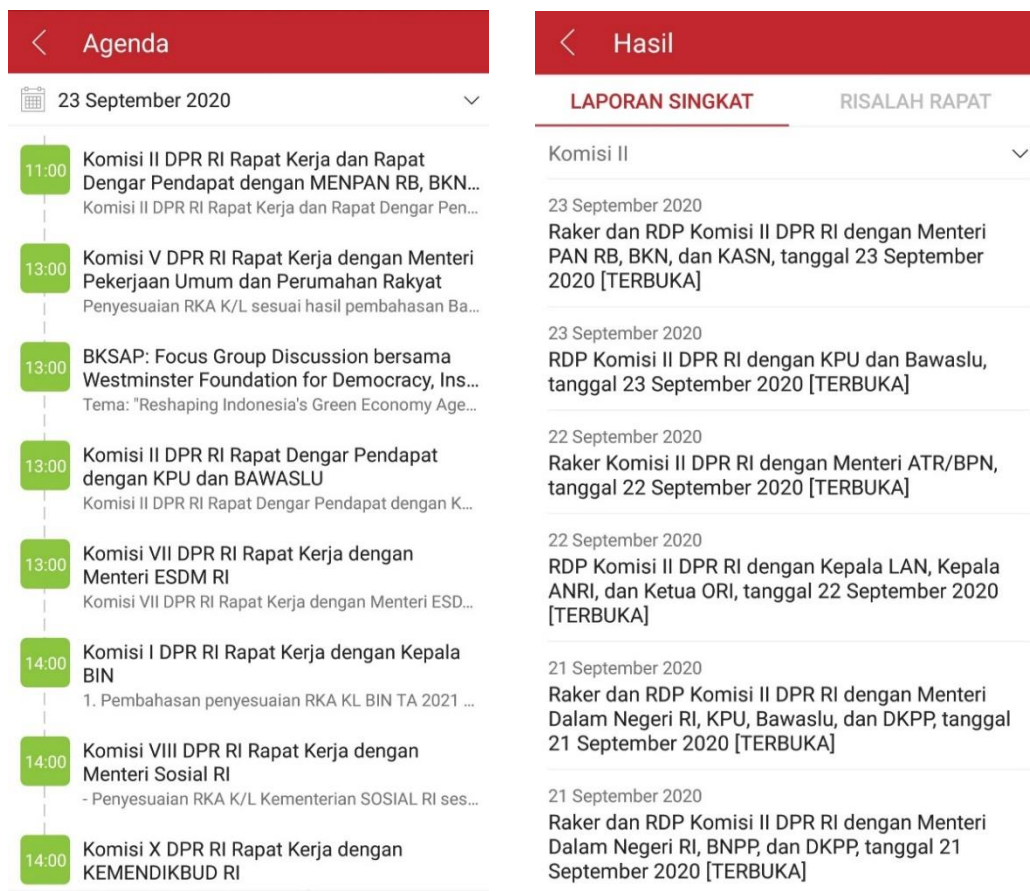 Agenda
23 September 2020
11:00
Komisi II DPR RI Rapat Kerja dan Rapat
Dengar Pendapat dengan MENPAN RB, BKN...
Komisi II DPR RI Rapat Kerja dan Rapat Dengar Pen...
13:00
Komisi V DPR RI Rapat Kerja dengan Menteri
Pekerjaan Umum dan Perumahan Rakyat
Penyesuaian RKA K/L sesuai hasil pembahasan Ba...
13:00
BKSAP: Focus Group Discussion bersama
Westminster Foundation for Democracy, Ins...
Tema: "Reshaping Indonesia's Green Economy Age...
13:00
Komisi II DPR RI Rapat Dengar Pendapat
dengan KPU dan BAWASLU
Komisi II DPR RI Rapat Dengar Pendapat dengan K...
13:00
Komisi VII DPR RI Rapat Kerja dengan
Menteri ESDM RI
Komisi VII DPR RI Rapat Kerja dengan Menteri ESD...
14:00
Komisi I DPR RI Rapat Kerja dengan Kepala
BIN
1. Pembahasan penyesuaian RKA KL BIN TA 2021 ...
14:00
Komisi VIII DPR RI Rapat Kerja dengan
Menteri Sosial RI
- Penyesuaian RKA K/L Kementerian SOSIAL RI ses...
14:00
Komisi X DPR RI Rapat Kerja dengan
KEMENDIKBUD RI
Hasil
LAPORAN SINGKAT
RISALAH RAPAT
Komisi II
23 September 2020
Raker dan RDP Komisi II DPR RI dengan Menteri
PAN RB, BKN, dan KASN, tanggal 23 September
2020 [TERBUKA]
23 September 2020
RDP Komisi II DPR RI dengan KPU dan Bawaslu,
tanggal 23 September 2020 [TERBUKA]
22 September 2020
Raker Komisi II DPR RI dengan Menteri ATR/BPN,
tanggal 22 September 2020 [TERBUKA]
22 September 2020
RDP Komisi II DPR RI dengan Kepala LAN, Kepala
ANRI, dan Ketua ORI, tanggal 22 September 2020
[TERBUKA]
21 September 2020
Raker dan RDP Komisi II DPR RI dengan Menteri
Dalam Negeri RI, KPU, Bawaslu, dan DKPP, tanggal
21 September 2020 [TERBUKA]
21 September 2020
Raker dan RDP Komisi II DPR RI dengan Menteri
Dalam Negeri RI, BNPP, dan DKPP, tanggal 21
September 2020 [TERBUKA]